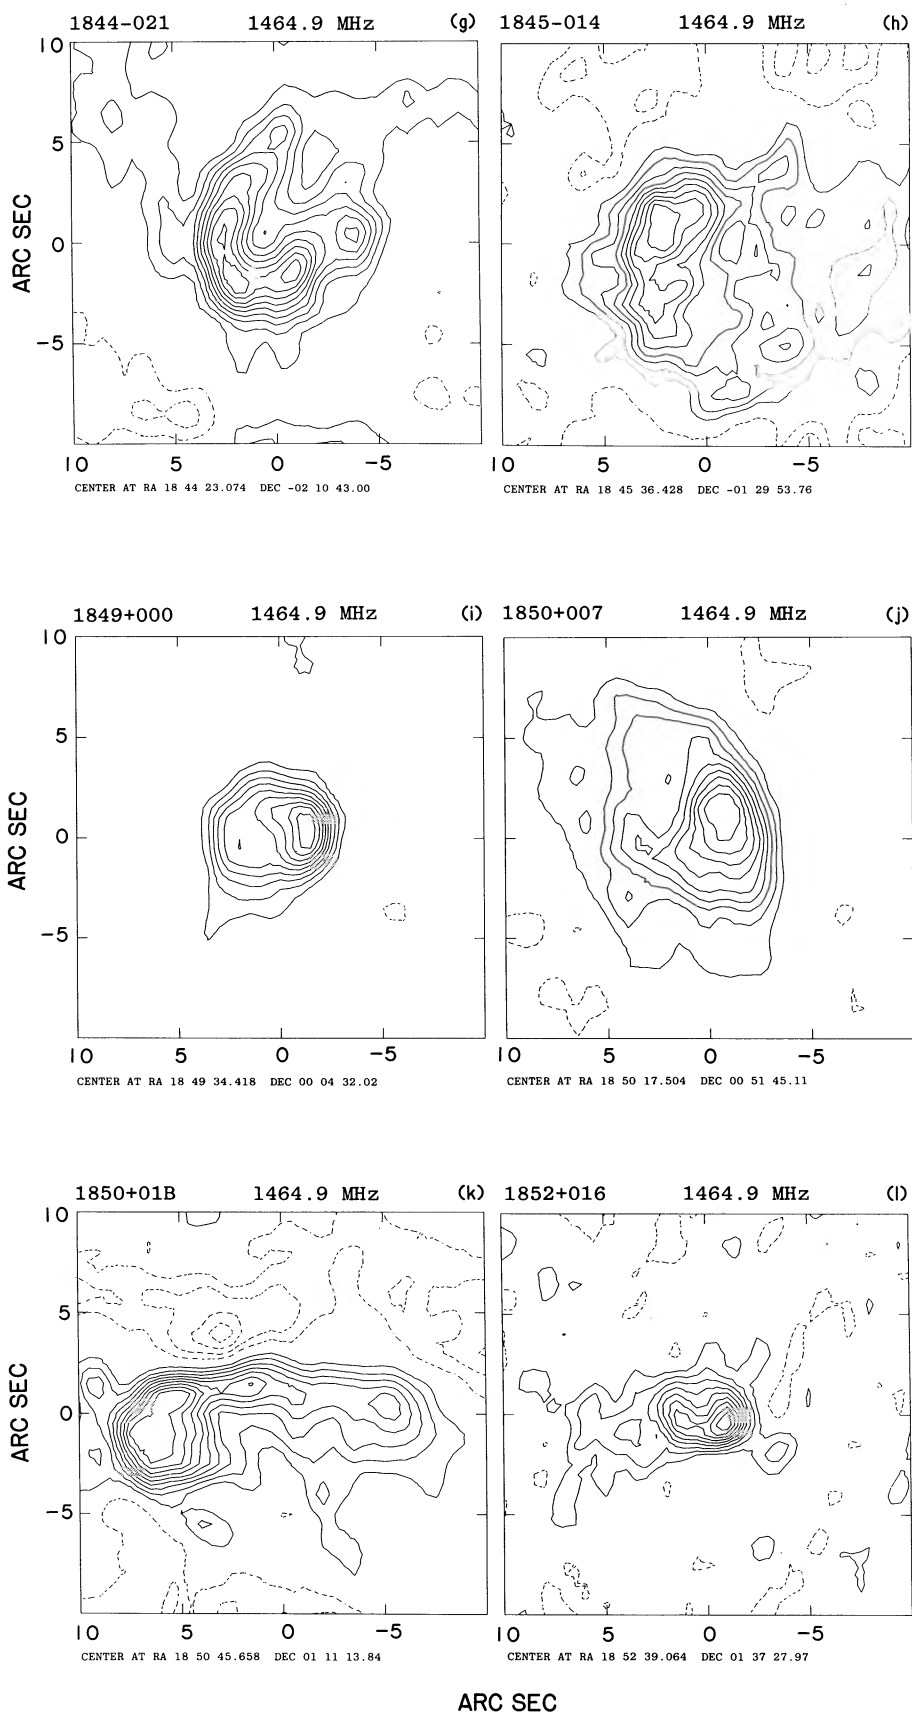 1844-021 1464.9 MHz (g)
1845-014 1464.9 MHz (h)
10
5
0
-5
ARC SEC
10 5 0 -5
10 5 0 -5
CENTER AT RA 18 44 23.074 DEC -02 10 43.00
CENTER AT RA 18 45 36.428 DEC -01 29 53.76
1849+000 1464.9 MHz (i)
1850+007 1464.9 MHz (j)
10
5
0
-5
ARC SEC
10 5 0 -5
10 5 0 -5
CENTER AT RA 18 49 34.418 DEC 00 04 32.02
CENTER AT RA 18 50 17.504 DEC 00 51 45.11
1850+01B 1464.9 MHz (k)
1852+016 1464.9 MHz (l)
10
5
0
-5
ARC SEC
10 5 0 -5
10 5 0 -5
CENTER AT RA 18 50 45.658 DEC 01 11 13.84
CENTER AT RA 18 52 39.064 DEC 01 37 27.97
ARC SEC